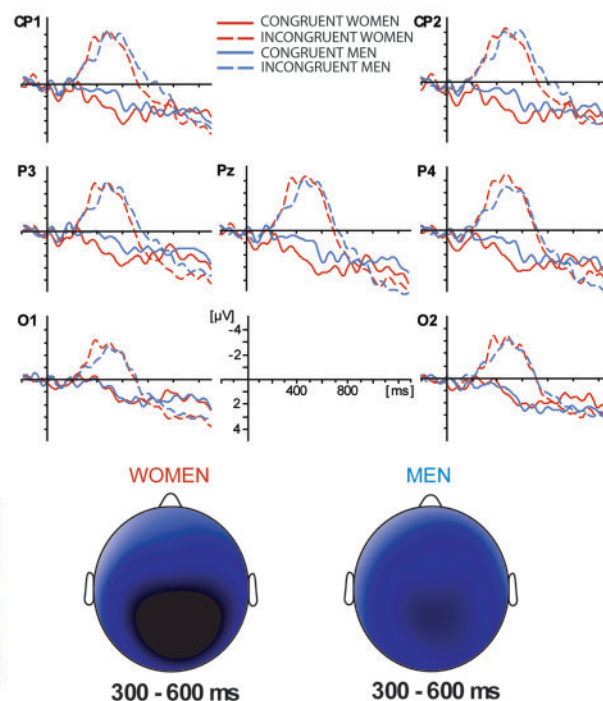 CP1
CONGRUENT WOMEN
INCONGRUENT WOMEN
CONGRUENT MEN
INCONGRUENT MEN
CP2
P3
Pz
P4
O1
[µV]
-4
-2
2
4
400
800
[ms]
O2
WOMEN
MEN
300 - 600 ms
300 - 600 ms